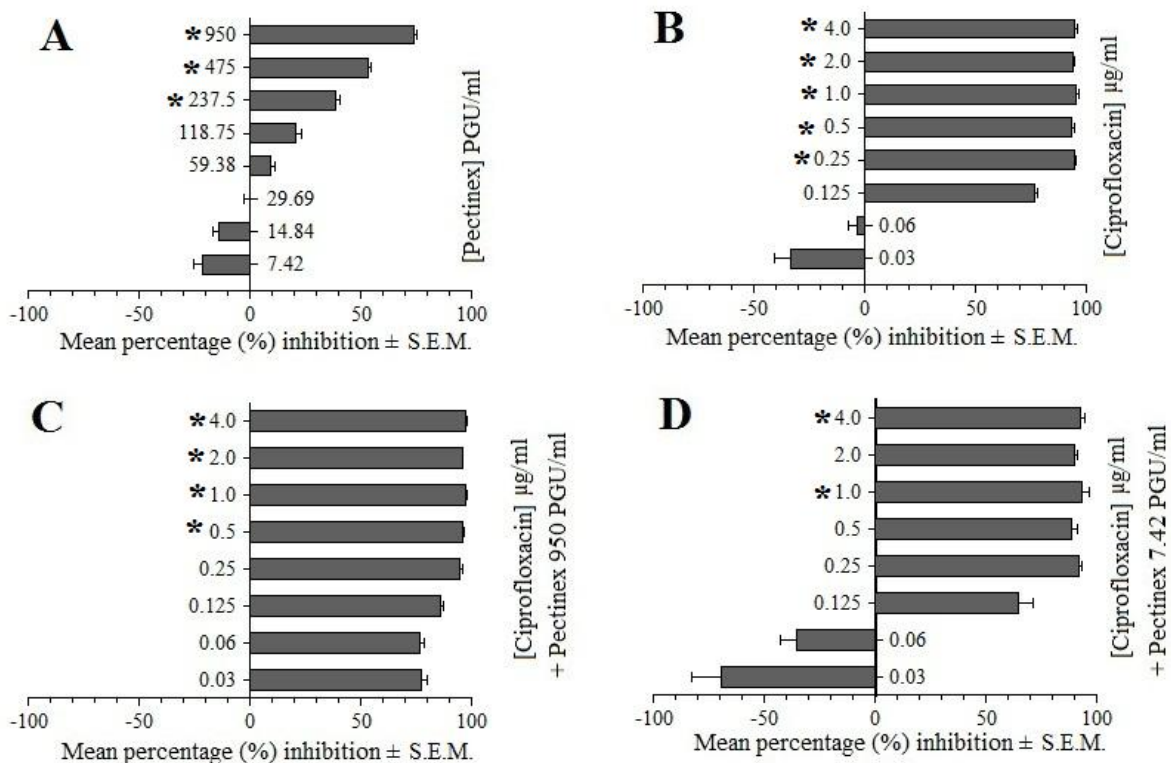 A
*950
*475
*237.5
118.75
59.38
29.69
14.84
7.42
[Pectinex] PGU/ml
-100 -50 0 50 100
Mean percentage (%) inhibition ± S.E.M.
B
*4.0
*2.0
*1.0
*0.5
*0.25
0.125
0.06
0.03
[Ciprofloxacin] µg/ml
-100 -50 0 50 100
Mean percentage (%) inhibition ± S.E.M.
C
*4.0
*2.0
*1.0
*0.5
0.25
0.125
0.06
0.03
[Ciprofloxacin] µg/ml
+ Pectinex 950 PGU/ml
-100 -50 0 50 100
Mean percentage (%) inhibition ± S.E.M.
D
*4.0
2.0
*1.0
0.5
0.25
0.125
0.06
0.03
[Ciprofloxacin] µg/ml
+ Pectinex 7.42 PGU/ml
-100 -50 0 50 100
Mean percentage (%) inhibition ± S.E.M.